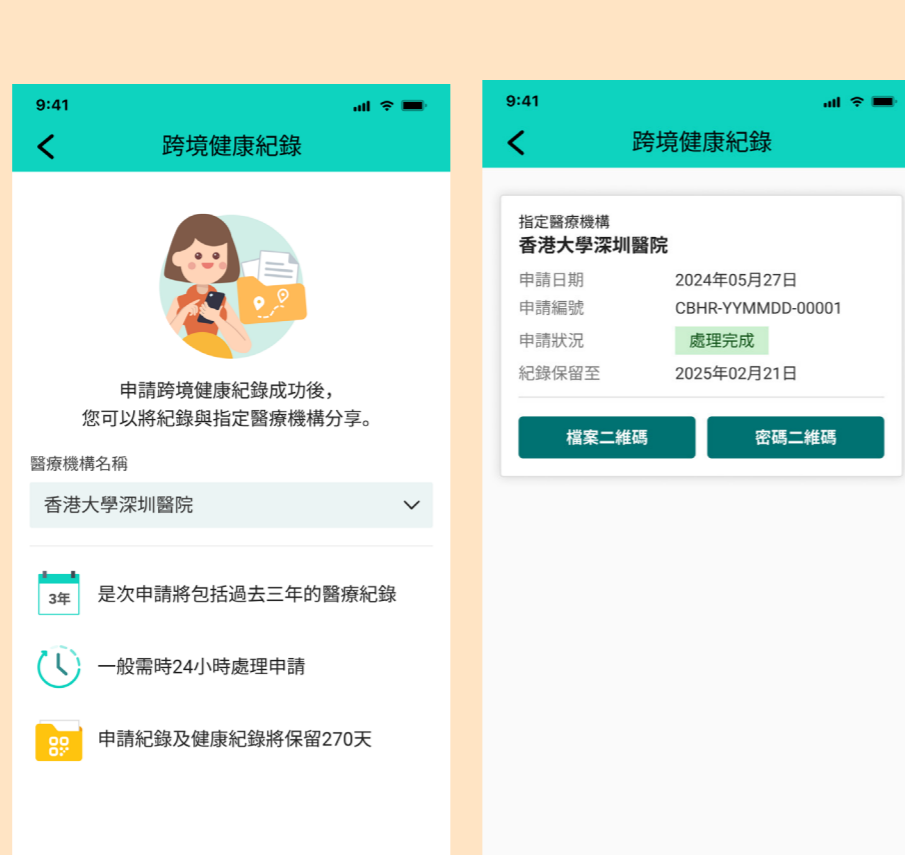 9:41
跨境健康紀錄
申請跨境健康紀錄成功後，
您可以將紀錄與指定醫療機構分享。
醫療機構名稱
香港大學深圳醫院
3年
是次申請將包括過去三年的醫療紀錄
一般需時24小時處理申請
申請紀錄及健康紀錄將保留270天
9:41
跨境健康紀錄
指定醫療機構
香港大學深圳醫院
申請日期 2024年05月27日
申請編號 CBHR-YYMMDD-00001
申請狀況 處理完成
紀錄保留至 2025年02月21日
檔案二維碼 密碼二維碼